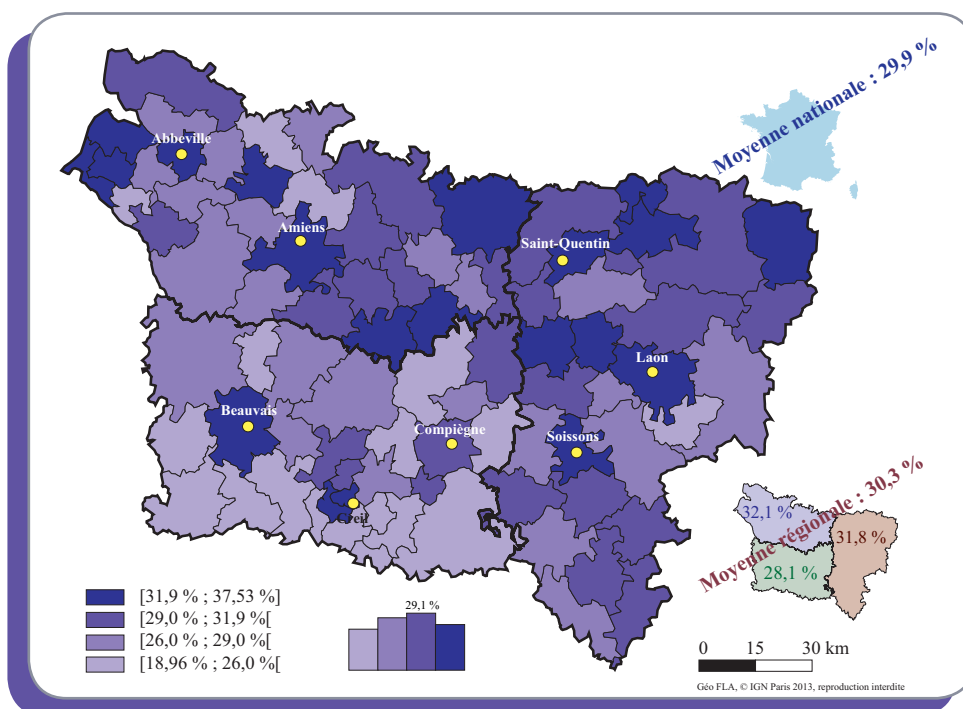 Moyenne nationale : 29,9 %
Abbeville
Amiens
Saint-Quentin
Laon
Beauvais
Compiègne
Soissons
Creil
Moyenne régionale : 30,3 %
32,1 %
31,8 %
28,1 %
[31,9 % ; 37,53 %]
[29,0 % ; 31,9 %[
[26,0 % ; 29,0 %[
[18,96 % ; 26,0 %[
29,1 %
0 15 30 km
Géo FLA, © IGN Paris 2013, reproduction interdite